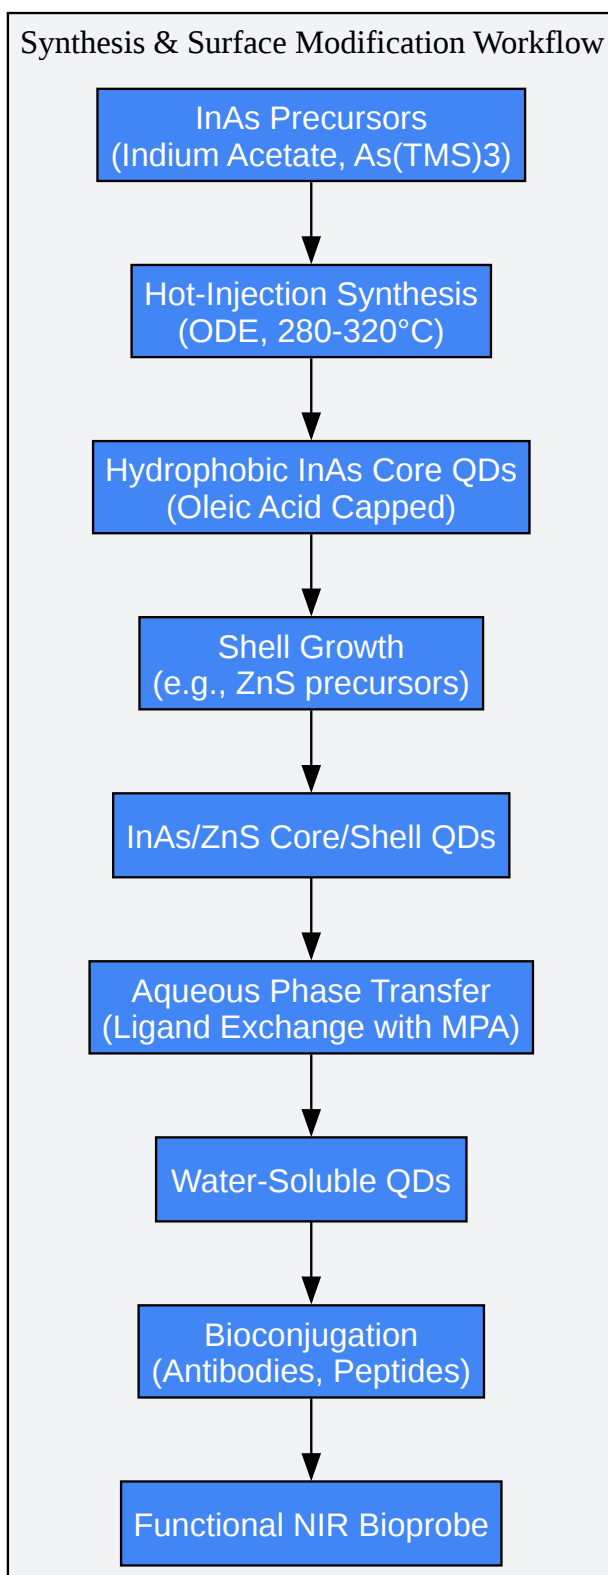 Synthesis & Surface Modification Workflow
InAs Precursors
(Indium Acetate, As(TMS)3)
Hot-Injection Synthesis
(ODE, 280-320°C)
Hydrophobic InAs Core QDs
(Oleic Acid Capped)
Shell Growth
(e.g., ZnS precursors)
InAs/ZnS Core/Shell QDs
Aqueous Phase Transfer
(Ligand Exchange with MPA)
Water-Soluble QDs
Bioconjugation
(Antibodies, Peptides)
Functional NIR Bioprobe